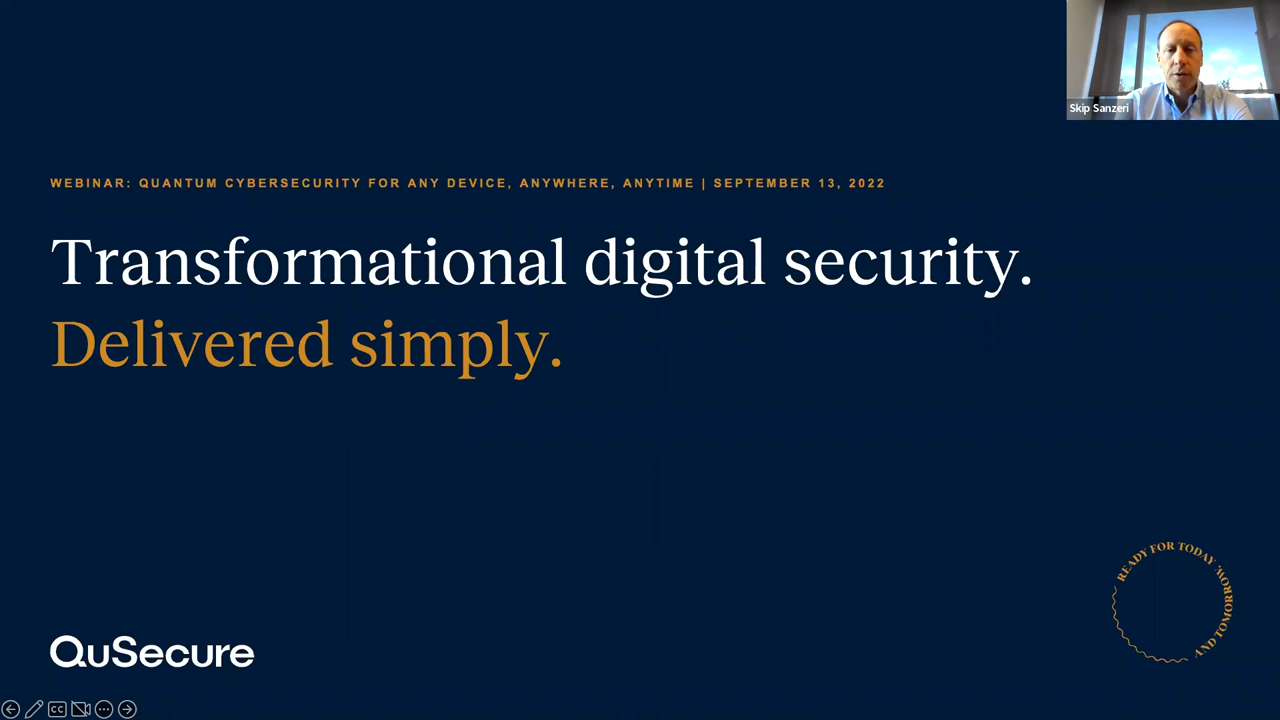 Skip Sanzeri
WEBINAR: QUANTUM CYBERSECURITY FOR ANY DEVICE, ANYWHERE, ANYTIME | SEPTEMBER 13, 2022
Transformational digital security.
Delivered simply.
READY FOR TODAY AND TOMORROW.
QuSecure
CC